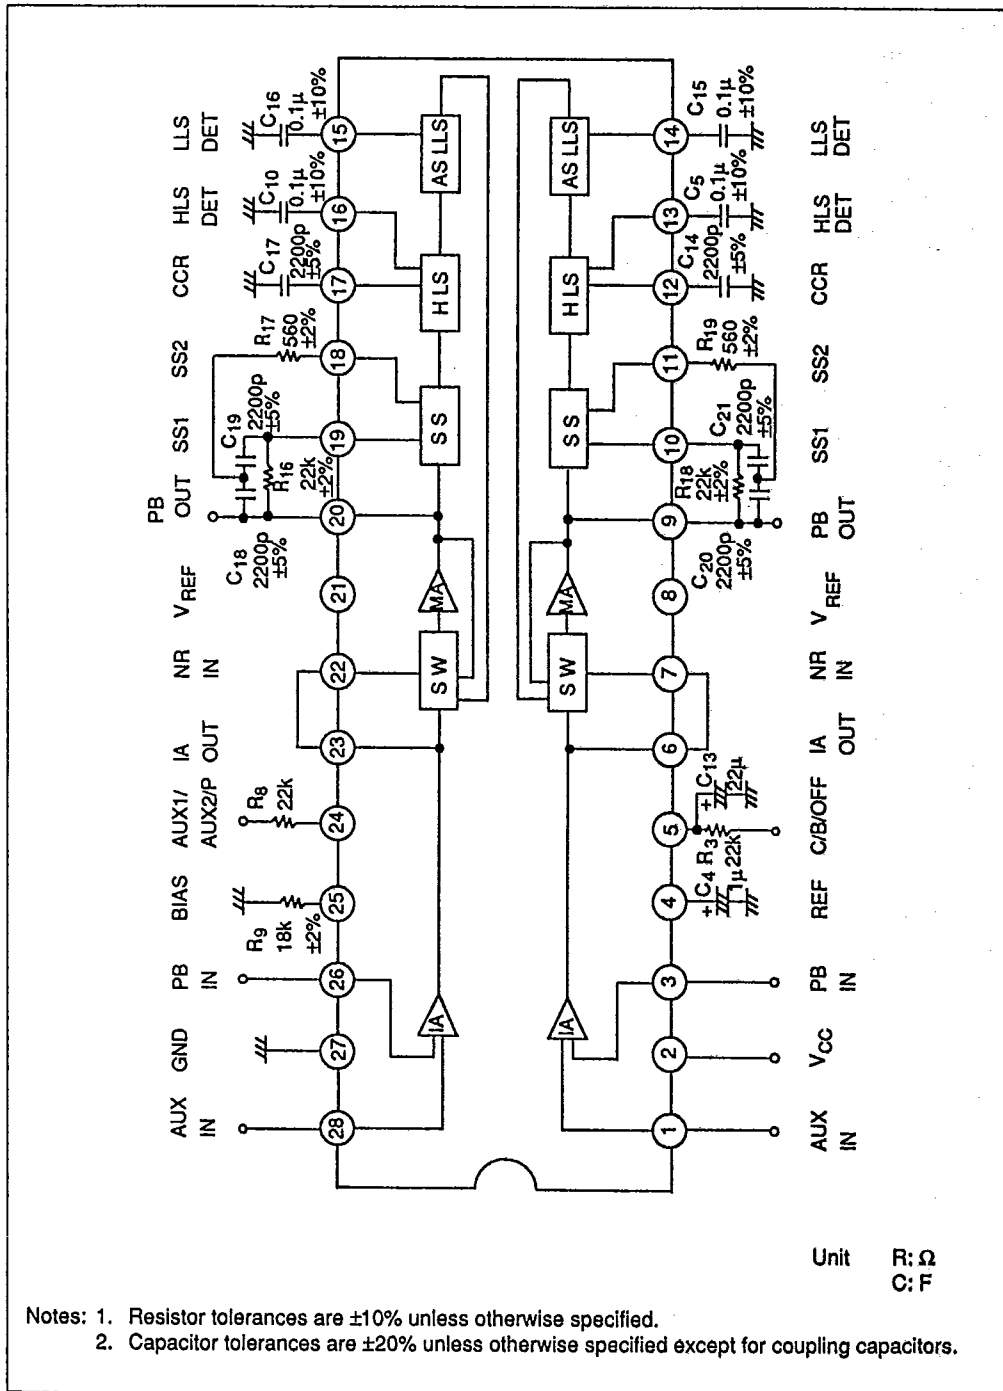 LLS DET
HLS DET
CCR
SS2
SS1
PB OUT
VREF
NR IN
IA OUT
AUX1/ AUX2/P
BIAS
PB IN
GND
AUX IN
C16 0.1µ ±10%
C10 0.1µ ±10%
C17 2200p ±5%
R17 560 ±2%
C19 2200p ±5%
R16 22k ±2%
C18 2200p ±5%
R8 22k
R9 18k ±2%
15
16
17
18
19
20
21
22
23
24
25
26
27
28
AS LLS
HLS
SS
MA
SW
IA
AS LLS
HLS
SS
MA
SW
IA
14
13
12
11
10
9
8
7
6
5
4
3
2
1
C15 0.1µ ±10%
C5 0.1µ ±10%
C14 2200p ±5%
R19 560 ±2%
C21 2200p ±5%
R18 22k ±2%
C20 2200p ±5%
C13 22µ
R3 22k
C4 1µ
LLS DET
HLS DET
CCR
SS2
SS1
PB OUT
VREF
NR IN
IA OUT
C/B/OFF
REF
PB IN
VCC
AUX IN
Unit R: Ω
C: F
Notes: 1. Resistor tolerances are ±10% unless otherwise specified.
2. Capacitor tolerances are ±20% unless otherwise specified except for coupling capacitors.